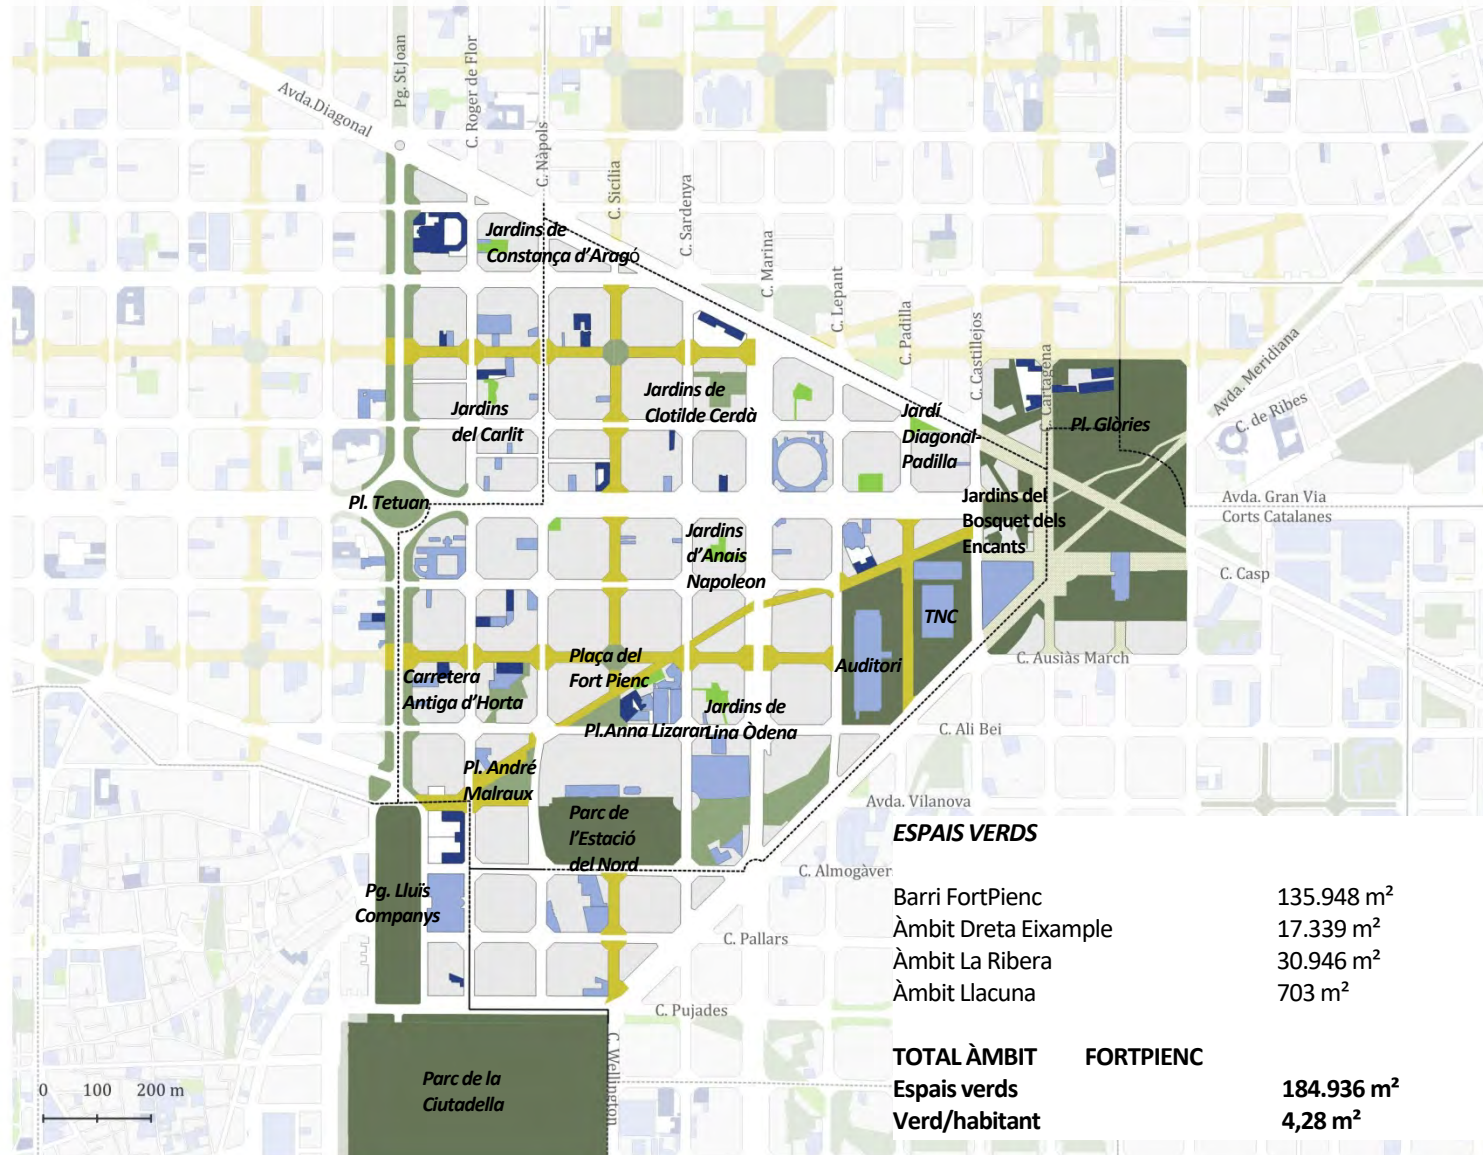 Pg. St.Joan
C. Roger de Flor
Avda.Diagonal
C. Nàpols
C. Sicília
C. Sardenya
C. Marina
C. Lepant
C. Padilla
C. Castillejos
C. Cartagena
Avda. Meridiana
C. de Ribes
Jardins de
Constança d'Aragó
Jardins
del Carlit
Jardins de
Clotilde Cerdà
Jardí
Diagonal-
Padilla
Pl. Glòries
Pl. Tetuan
Jardins del
Bosquet dels
Encants
Avda. Gran Via
Corts Catalanes
Jardins
d'Anais
Napoleon
C. Casp
TNC
Plaça del
Fort Pienc
Auditori
C. Ausiàs March
Carretera
Antiga d'Horta
Jardins de
Lina Òdena
Pl.Anna Lizaran
C. Ali Bei
Pl. André
Malraux
Avda. Vilanova
Parc de
l'Estació
del Nord
C. Almogàver
Pg. Lluïs
Companys
C. Pallars
C. Pujades
C. Wellington
Parc de la
Ciutadella
0 100 200 m
ESPAIS VERDS
Barri FortPienc 135.948 m²
Àmbit Dreta Eixample 17.339 m²
Àmbit La Ribera 30.946 m²
Àmbit Llacuna 703 m²
TOTAL ÀMBIT FORTPIENC
Espais verds 184.936 m²
Verd/habitant 4,28 m²